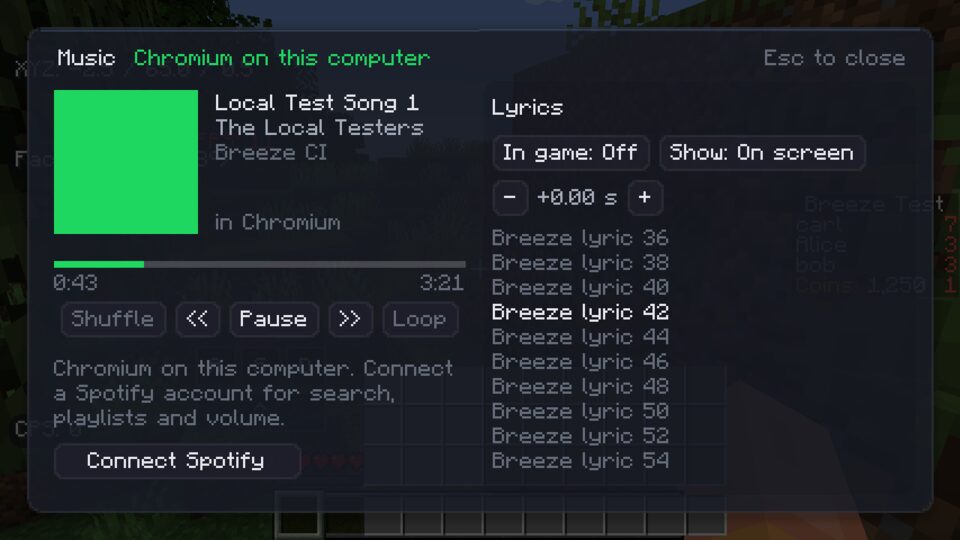 Music Chromium on this computer
Esc to close
Local Test Song 1
The Local Testers
Breeze CI
in Chromium
0:43
3:21
Shuffle
<<
Pause
>>
Loop
Chromium on this computer. Connect
a Spotify account for search,
playlists and volume.
Connect Spotify
Lyrics
In game: Off
Show: On screen
- +0.00 s +
Breeze lyric 36
Breeze lyric 38
Breeze lyric 40
Breeze lyric 42
Breeze lyric 44
Breeze lyric 46
Breeze lyric 48
Breeze lyric 50
Breeze lyric 52
Breeze lyric 54
Breeze Test
carl
Alice
bob
Coins: 1,250